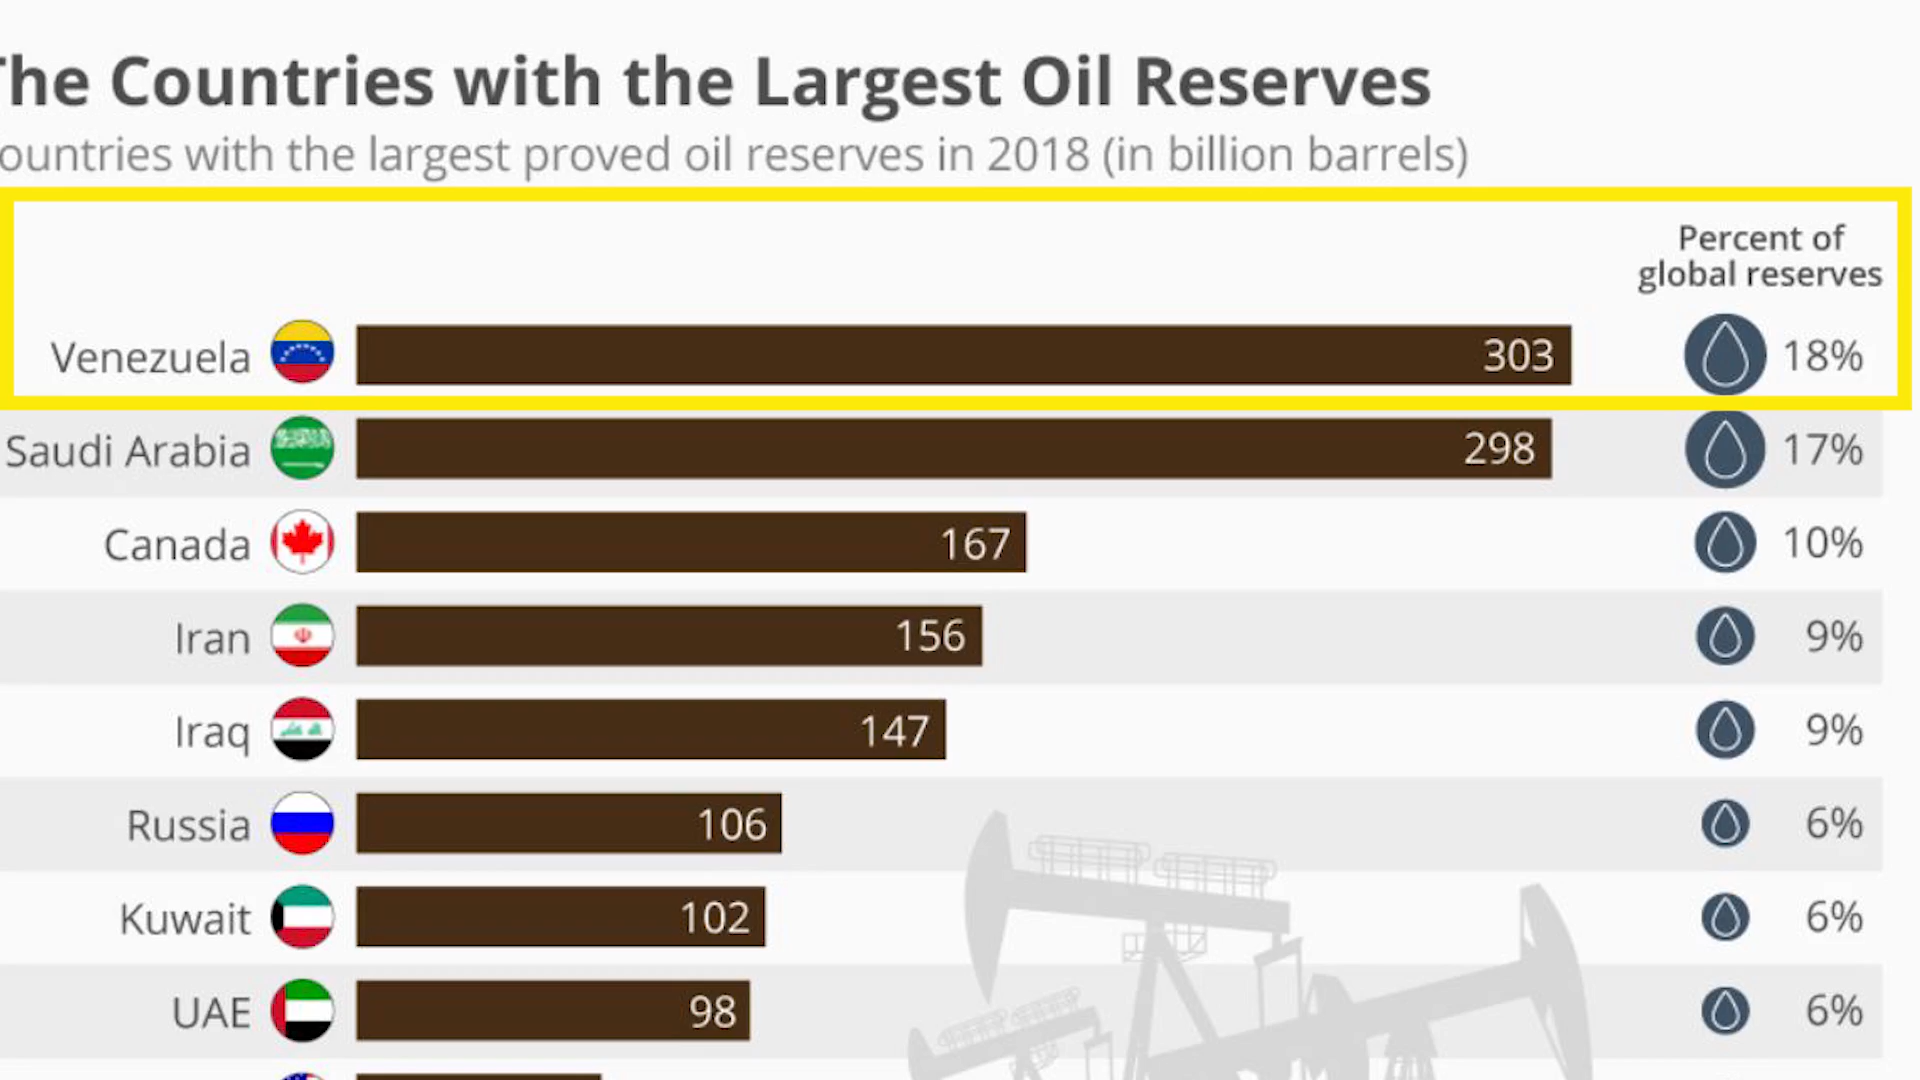 The Countries with the Largest Oil Reserves
ountries with the largest proved oil reserves in 2018 (in billion barrels)
Percent of
global reserves
Venezuela 303 18%
Saudi Arabia 298 17%
Canada 167 10%
Iran 156 9%
Iraq 147 9%
Russia 106 6%
Kuwait 102 6%
UAE 98 6%